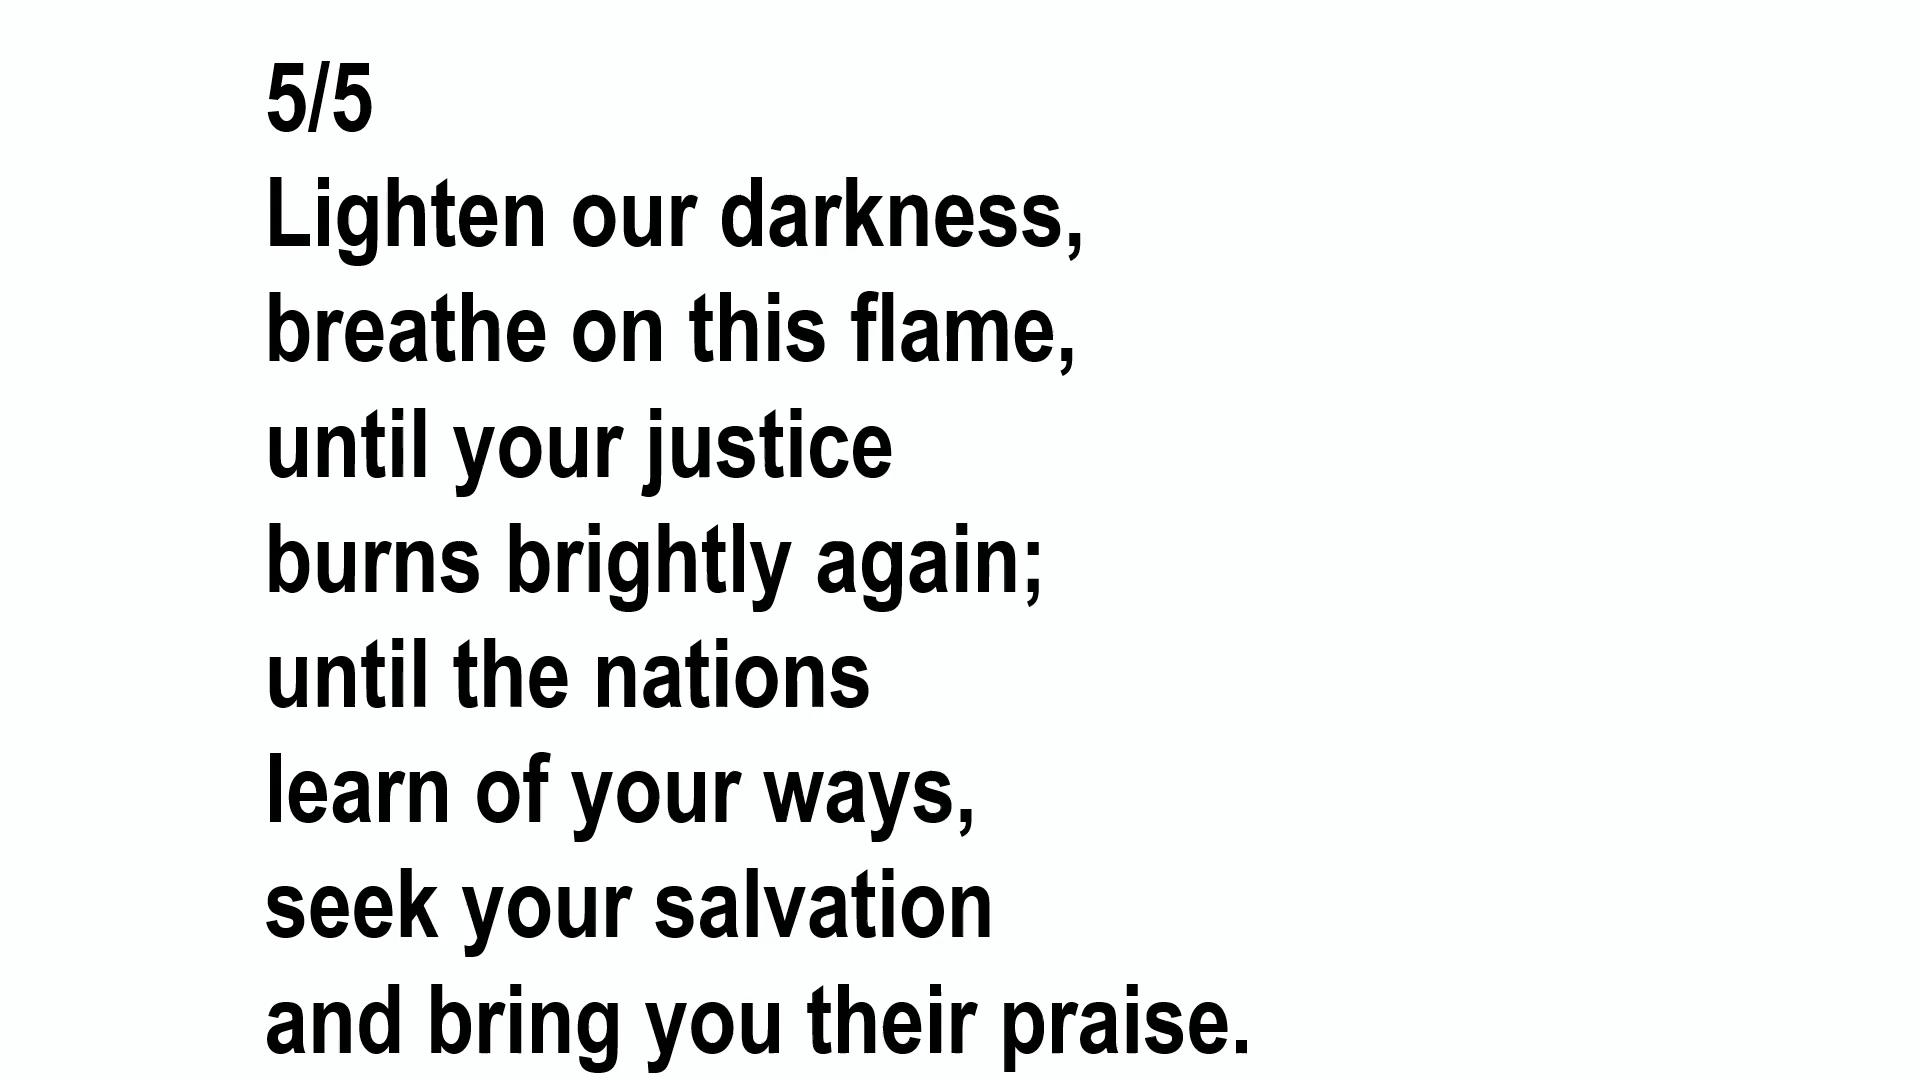 5/5
Lighten our darkness,
breathe on this flame,
until your justice
burns brightly again;
until the nations
learn of your ways,
seek your salvation
and bring you their praise.